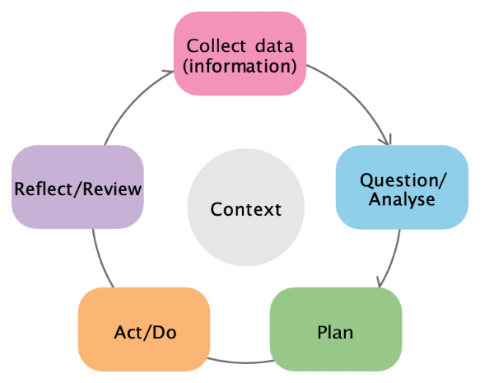 Collect data
(information)
Question/
Analyse
Plan
Act/Do
Reflect/Review
Context